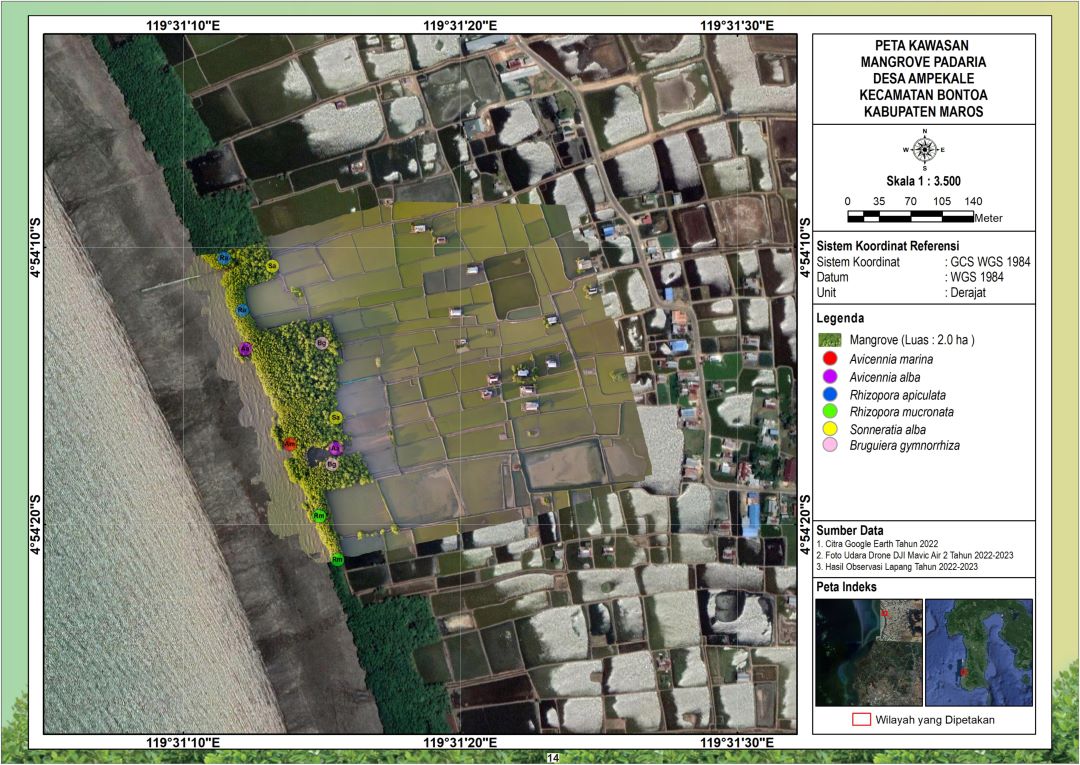 119°31'10"E
119°31'20"E
119°31'30"E
4°54'10"S
4°54'20"S
4°54'10"S
4°54'20"S
Ra
Sa
Ra
Aa
Bg
Sa
Am
Aa
Bg
Rm
Rm
119°31'10"E
119°31'20"E
119°31'30"E
PETA KAWASAN
MANGROVE PADARIA
DESA AMPEKALE
KECAMATAN BONTOA
KABUPATEN MAROS
N
W E
S
Skala 1 : 3.500
0 35 70 105 140
Meter
Sistem Koordinat Referensi
Sistem Koordinat : GCS WGS 1984
Datum : WGS 1984
Unit : Derajat
Legenda
Mangrove (Luas : 2.0 ha )
Avicennia marina
Avicennia alba
Rhizopora apiculata
Rhizopora mucronata
Sonneratia alba
Bruguiera gymnorrhiza
Sumber Data
1. Citra Google Earth Tahun 2022
2. Foto Udara Drone DJI Mavic Air 2 Tahun 2022-2023
3. Hasil Observasi Lapang Tahun 2022-2023
Peta Indeks
Wilayah yang Dipetakan
14